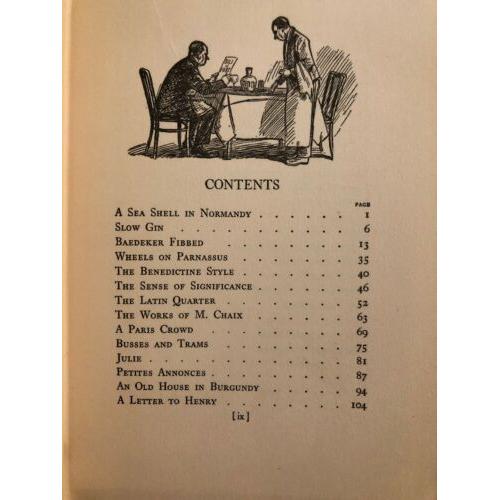 CONTENTS
PAGE
A Sea Shell in Normandy . . . . . . 1
Slow Gin . . . . . . . . . 6
Baedeker Fibbed . . . . . . . 13
Wheels on Parnassus . . . . . . . 35
The Benedictine Style . . . . . . . 40
The Sense of Significance . . . . . . 46
The Latin Quarter . . . . . . . 52
The Works of M. Chaix . . . . . . 63
A Paris Crowd . . . . . . . . 69
Busses and Trams . . . . . . . 75
Julie . . . . . . . . . . 81
Petites Annonces . . . . . . . 87
An Old House in Burgundy . . . . . 94
A Letter to Henry . . . . . . . 104
[ix]